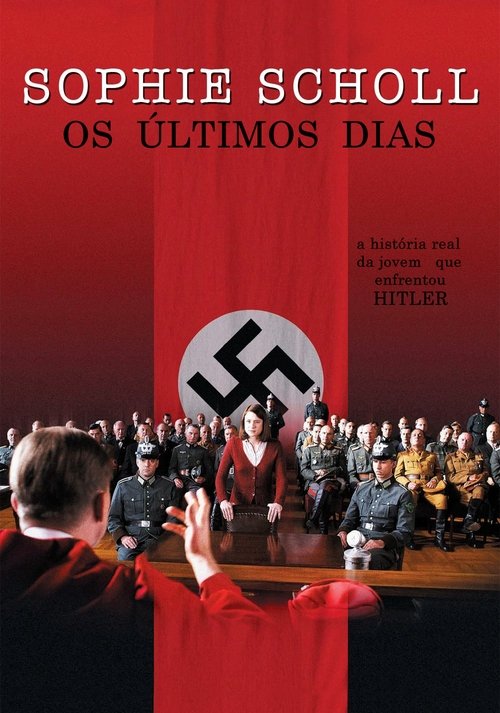 SOPHIE SCHOLL
OS ÚLTIMOS DIAS
a história real
da jovem que
enfrentou
HITLER